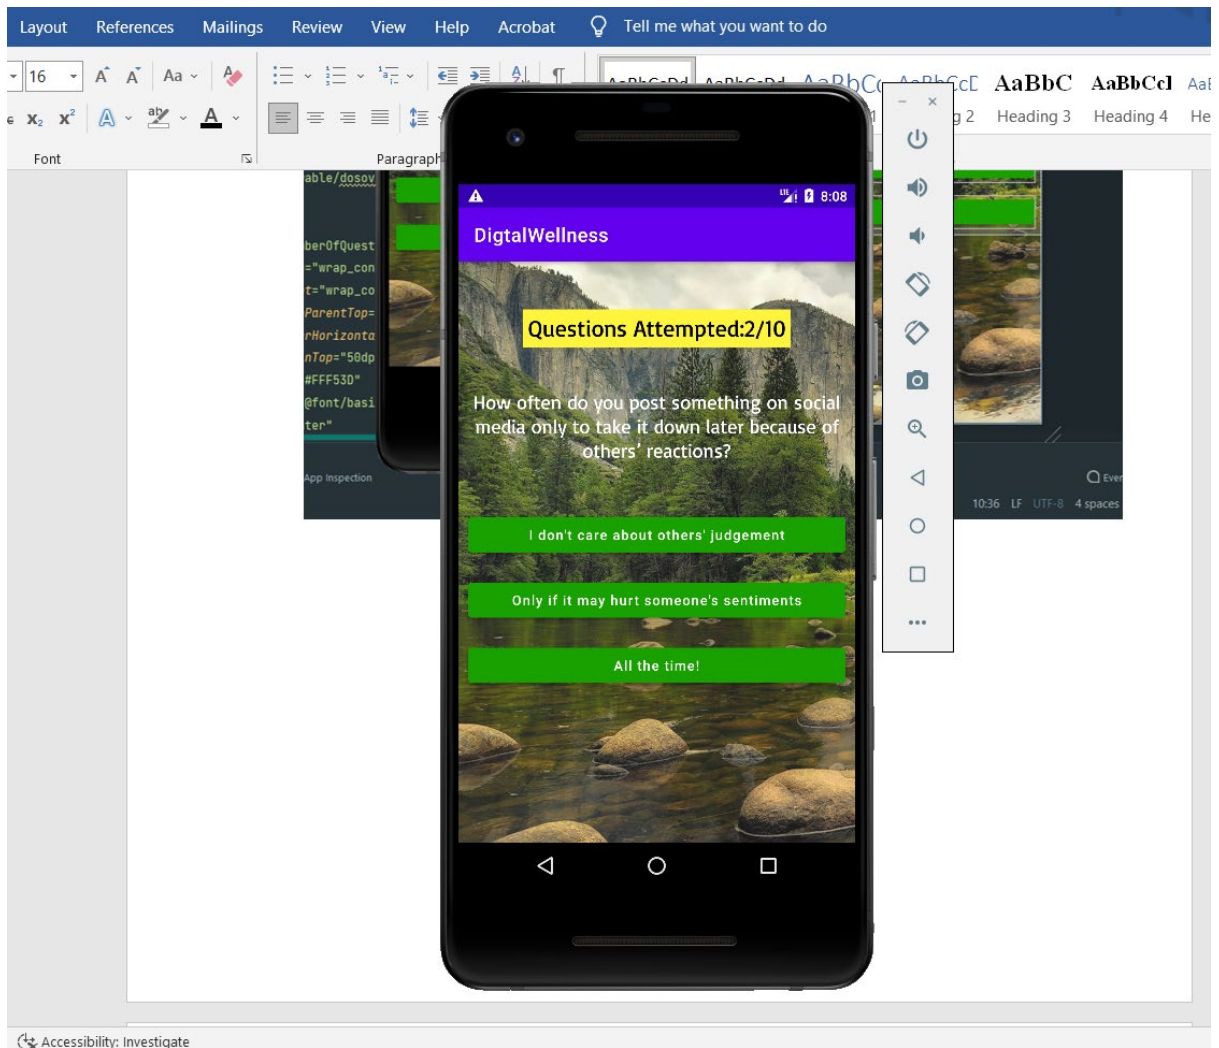 Layout References Mailings Review View Help Acrobat Tell me what you want to do
16 Aa
AaBbC AaBbCcI
2 Heading 3 Heading 4
Font Paragraph
able/dosov
DigtalWellness
8:08
Questions Attempted:2/10
How often do you post something on social
media only to take it down later because of
others' reactions?
I don't care about others' judgement
Only if it may hurt someone's sentiments
All the time!
berOfQuest
="wrap_con
t="wrap_co
ParentTop=
rHorizonta
nTop="50dp
#FFF53D"
@font/basi
ter"
App Inspection
10:36 LF UTF-8 4 spaces
Accessibility: Investigate